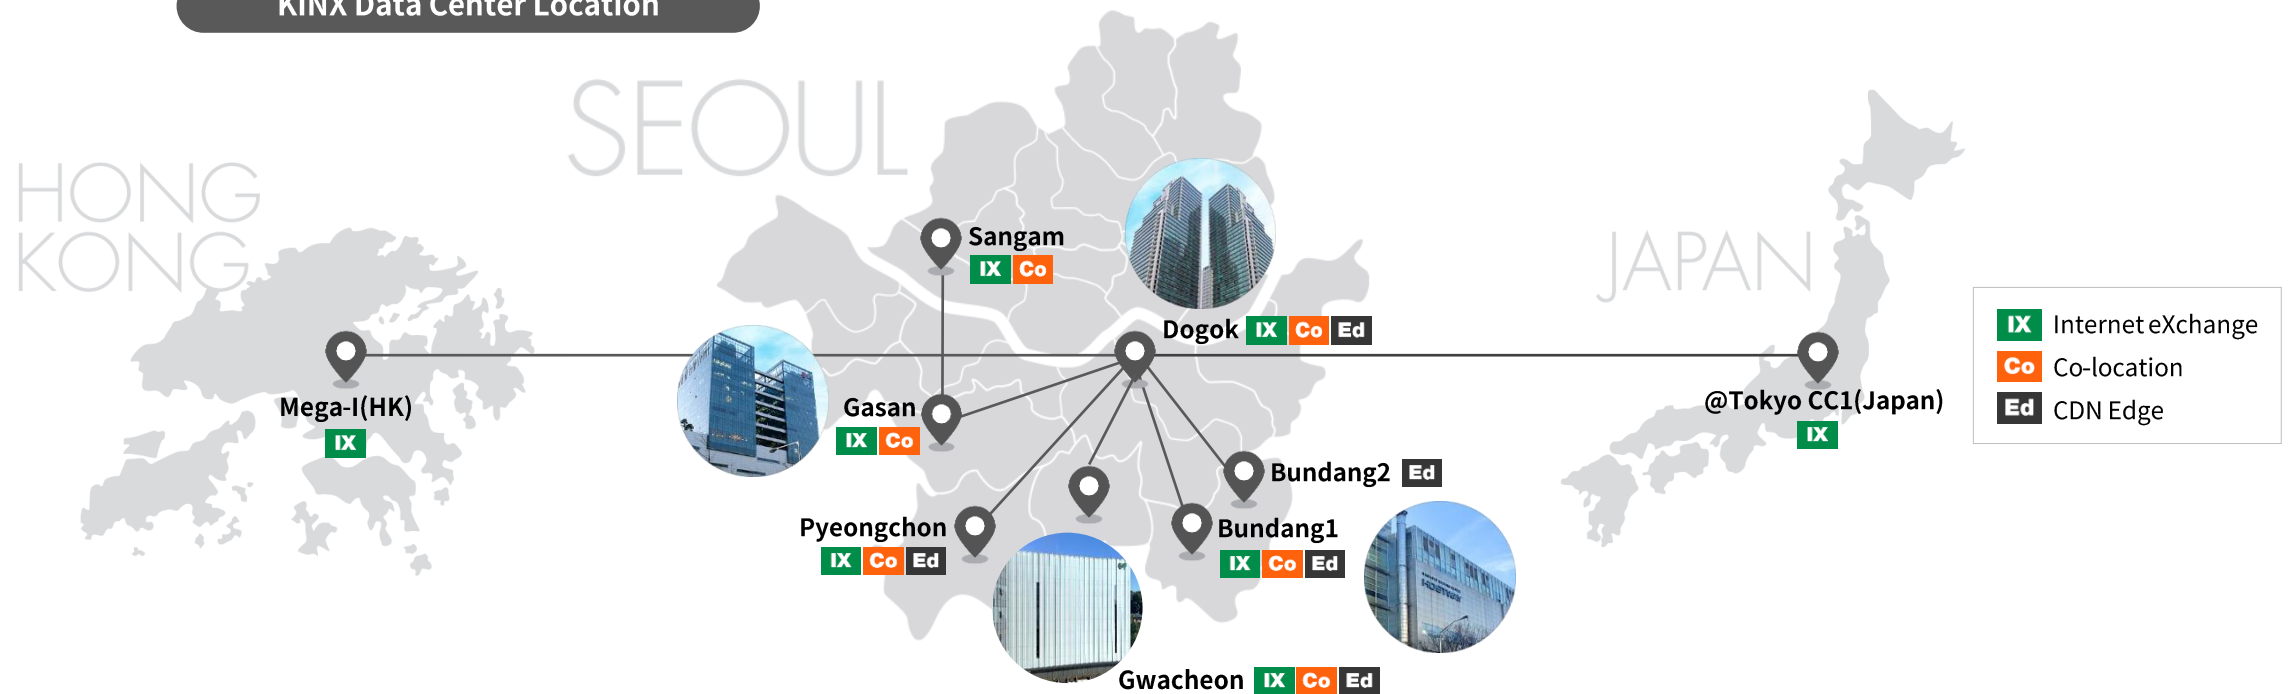 KINX Data Center Location
SEOUL
HONG
KONG
JAPAN
Sangam
IX Co
Dogok IX Co Ed
Mega-I(HK)
IX
Gasan
IX Co
@Tokyo CC1(Japan)
IX
IX Internet eXchange
Co Co-location
Ed CDN Edge
Bundang2 Ed
Pyeongchon
IX Co Ed
Bundang1
IX Co Ed
Gwacheon IX Co Ed